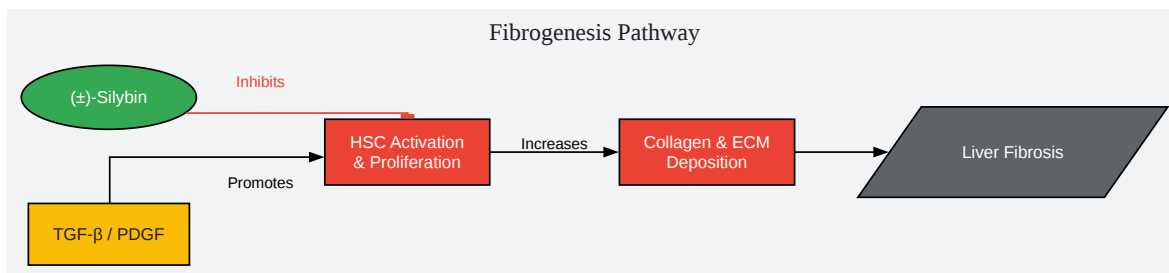 Fibrogenesis Pathway
(±)-Silybin
Inhibits
HSC Activation
& Proliferation
Increases
Collagen & ECM
Deposition
Liver Fibrosis
Promotes
TGF-β / PDGF